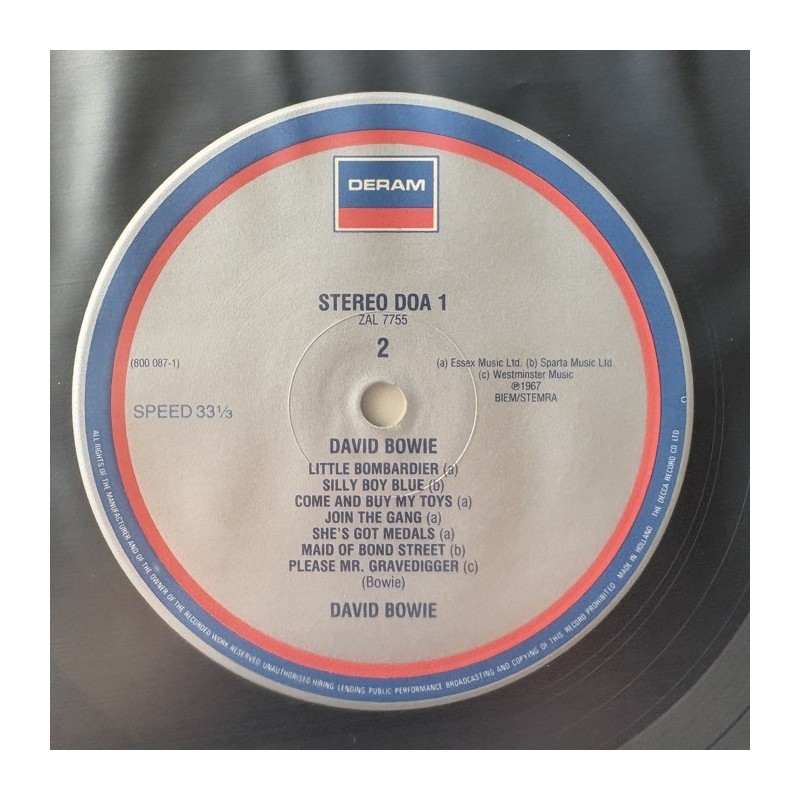 DERAM
STEREO DOA 1
ZAL 7755
2
(800 087-1)
(a) Essex Music Ltd. (b) Sparta Music Ltd
(c) Westminster Music
℗1967
BIEM/STEMRA
SPEED 33⅓
DAVID BOWIE
LITTLE BOMBARDIER (a)
SILLY BOY BLUE (b)
COME AND BUY MY TOYS (a)
JOIN THE GANG (a)
SHE'S GOT MEDALS (a)
MAID OF BOND STREET (b)
PLEASE MR. GRAVEDIGGER (c)
(Bowie)
DAVID BOWIE
ALL RIGHTS OF THE MANUFACTURER AND OF THE OWNER OF THE RECORDED WORK RESERVED UNAUTHORISED HIRING LENDING PUBLIC PERFORMANCE BROADCASTING AND COPYING OF THIS RECORD PROHIBITED MADE IN HOLLAND THE DECCA RECORD CO LTD